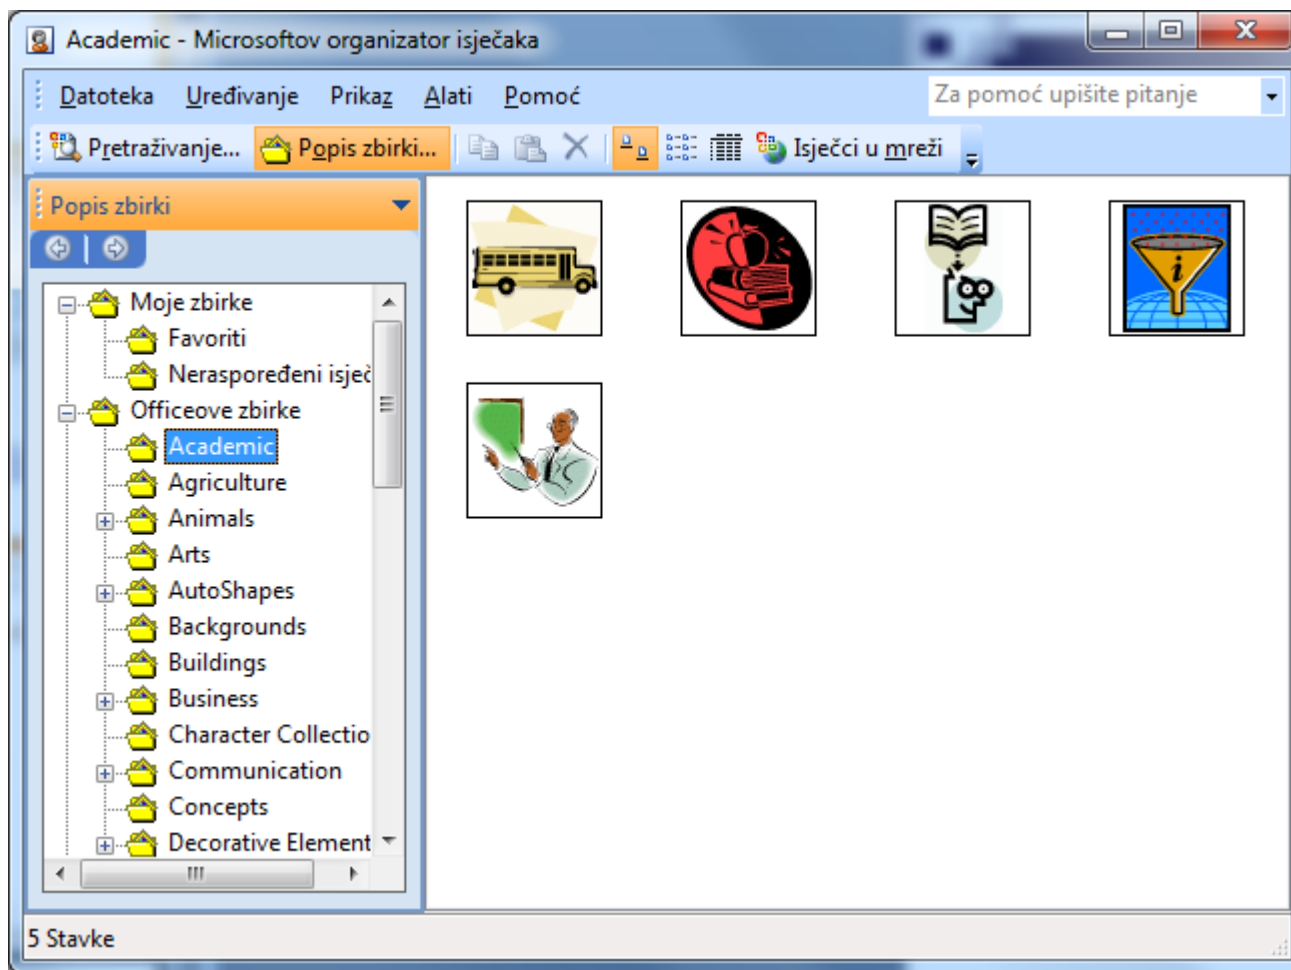 Academic - Microsoftov organizator isječaka
Datoteka Uređivanje Prikaz Alati Pomoć Za pomoć upišite pitanje
Pretraživanje... Popis zbirki... Isječci u mreži
Popis zbirki
Moje zbirke
Favoriti
Neraspoređeni isječ
Officeove zbirke
Academic
Agriculture
Animals
Arts
AutoShapes
Backgrounds
Buildings
Business
Character Collectio
Communication
Concepts
Decorative Element
i
5 Stavke